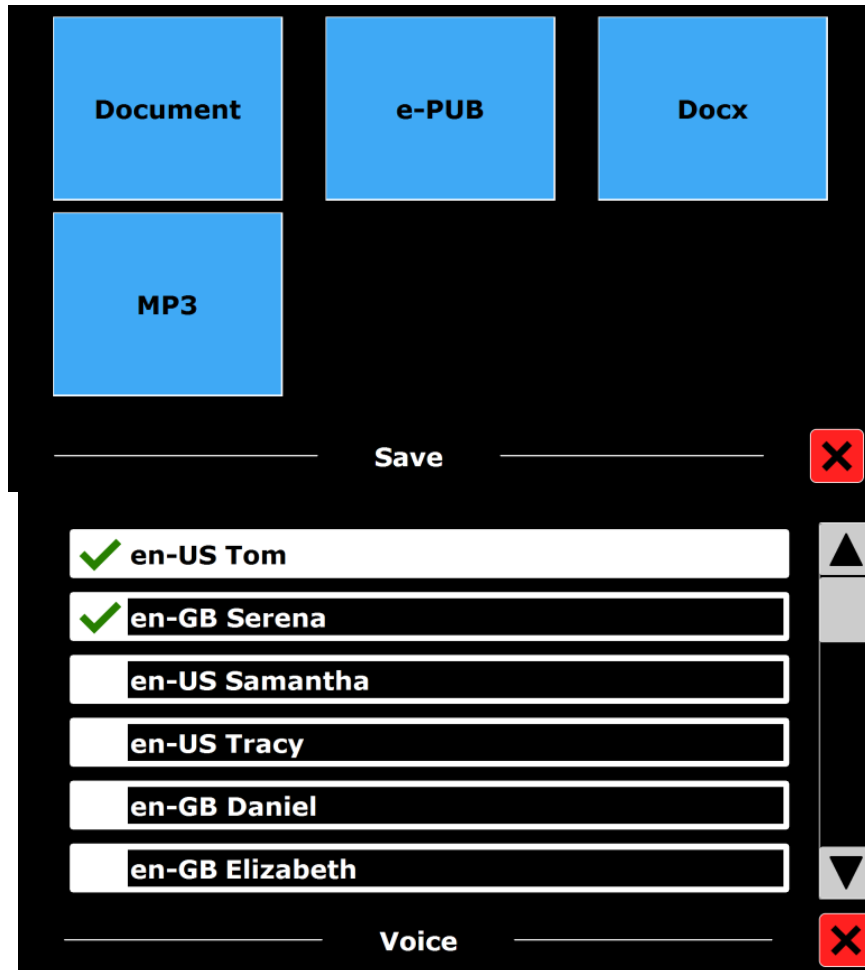 Document e-PUB Docx
MP3
Save
en-US Tom
en-GB Serena
en-US Samantha
en-US Tracy
en-GB Daniel
en-GB Elizabeth
Voice